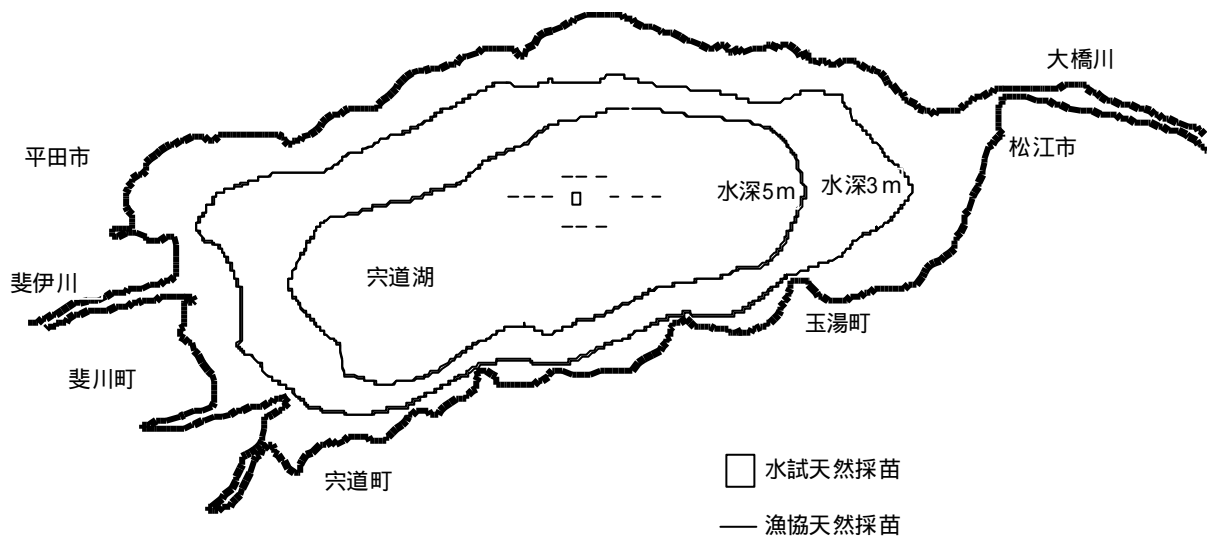 大橋川
平田市
松江市
水深5m
水深3m
斐伊川
宍道湖
玉湯町
斐川町
宍道町
水試天然採苗
漁協天然採苗